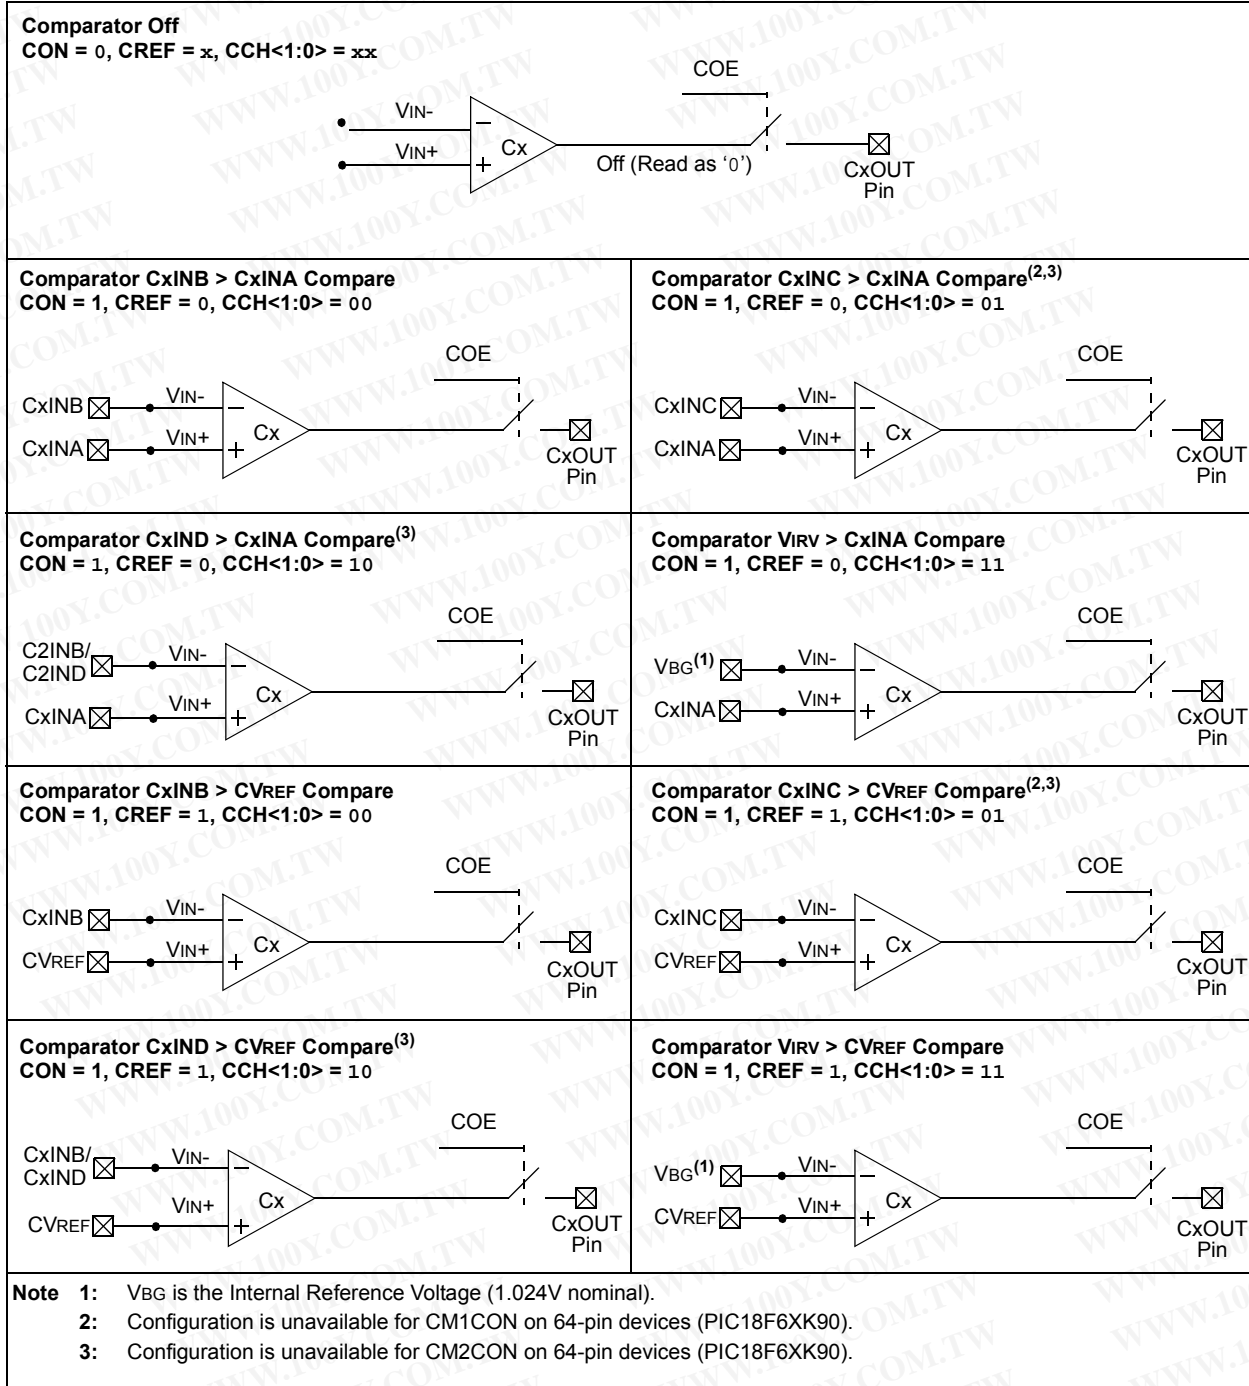 Comparator Off
CON = 0, CREF = x, CCH<1:0> = xx
COE
VIN-
VIN+
Cx
Off (Read as ‘0’)
CxOUT
Pin
Comparator CxINB > CxINA Compare
CON = 1, CREF = 0, CCH<1:0> = 00
COE
CxINB
VIN-
CxINA
VIN+
Cx
CxOUT
Pin
Comparator CxINC > CxINA Compare(2,3)
CON = 1, CREF = 0, CCH<1:0> = 01
COE
CxINC
VIN-
CxINA
VIN+
Cx
CxOUT
Pin
Comparator CxIND > CxINA Compare(3)
CON = 1, CREF = 0, CCH<1:0> = 10
COE
C2INB/
C2IND
VIN-
CxINA
VIN+
Cx
CxOUT
Pin
Comparator VIRV > CxINA Compare
CON = 1, CREF = 0, CCH<1:0> = 11
COE
VBG(1)
VIN-
CxINA
VIN+
Cx
CxOUT
Pin
Comparator CxINB > CVREF Compare
CON = 1, CREF = 1, CCH<1:0> = 00
COE
CxINB
VIN-
CVREF
VIN+
Cx
CxOUT
Pin
Comparator CxINC > CVREF Compare(2,3)
CON = 1, CREF = 1, CCH<1:0> = 01
COE
CxINC
VIN-
CVREF
VIN+
Cx
CxOUT
Pin
Comparator CxIND > CVREF Compare(3)
CON = 1, CREF = 1, CCH<1:0> = 10
COE
CxINB/
CxIND
VIN-
CVREF
VIN+
Cx
CxOUT
Pin
Comparator VIRV > CVREF Compare
CON = 1, CREF = 1, CCH<1:0> = 11
COE
VBG(1)
VIN-
CVREF
VIN+
Cx
CxOUT
Pin
Note 1: VBG is the Internal Reference Voltage (1.024V nominal).
2: Configuration is unavailable for CM1CON on 64-pin devices (PIC18F6XK90).
3: Configuration is unavailable for CM2CON on 64-pin devices (PIC18F6XK90).
WWW.100Y.COM.TW